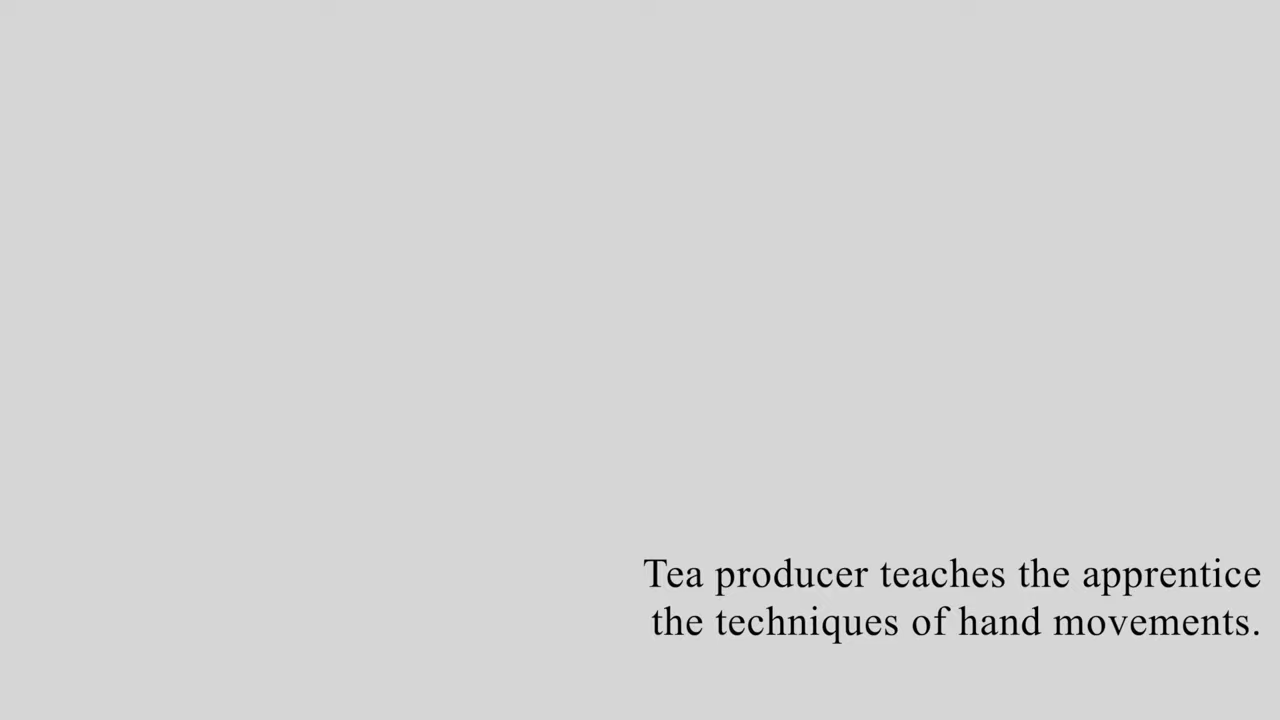 Tea producer teaches the apprentice
the techniques of hand movements.